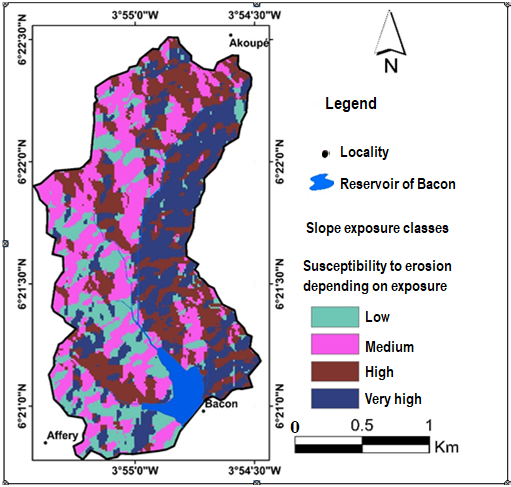 3°55'0"W 3°54'30"W
6°22'30"N
Akoupé
6°22'0"N
6°21'30"N
6°21'0"N
Bacon
Affery
3°55'0"W 3°54'30"W
N
Legend
Locality
Reservoir of Bacon
Slope exposure classes
Susceptibility to erosion
depending on exposure
Low
Medium
High
Very high
0 0.5 1
Km